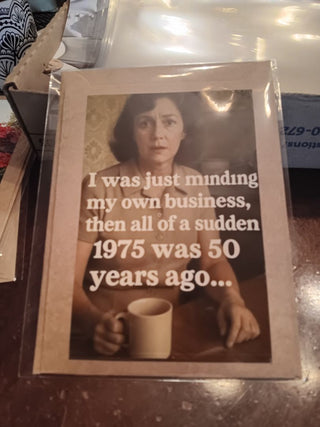 I was just minding
my own business,
then all of a sudden
1975 was 50
years ago...